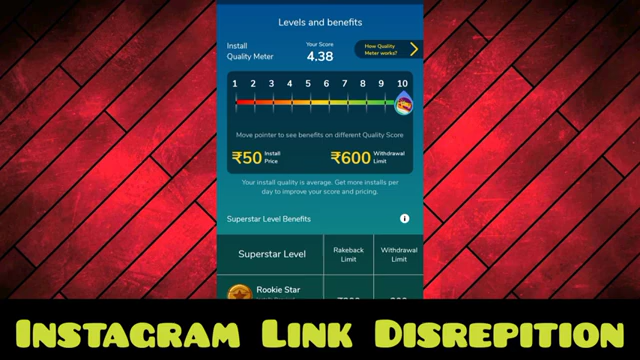 Levels and benefits
Install
Quality Meter
Your Score
4.38
How Quality
Meter works?
1 2 3 4 5 6 7 8 9 10
Move pointer to see benefits on different Quality Score
₹50 Install
Price
₹600 Withdrawal
Limit
Your install quality is average. Get more installs per
day to improve your score and pricing.
Superstar Level Benefits
Superstar Level
Rakeback
Limit
Withdrawal
Limit
Rookie Star
INSTAGRAM LINK DISREPITION